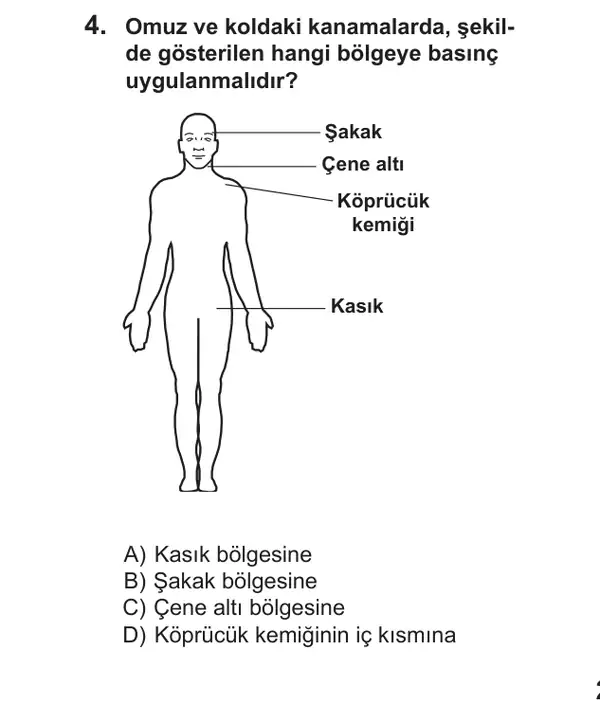 4. Omuz ve koldaki kanamalarda, şekil-
de gösterilen hangi bölgeye basınç
uygulanmalıdır?
Şakak
Çene altı
Köprücük
kemiği
Kasık
A) Kasık bölgesine
B) Şakak bölgesine
C) Çene altı bölgesine
D) Köprücük kemiğinin iç kısmına